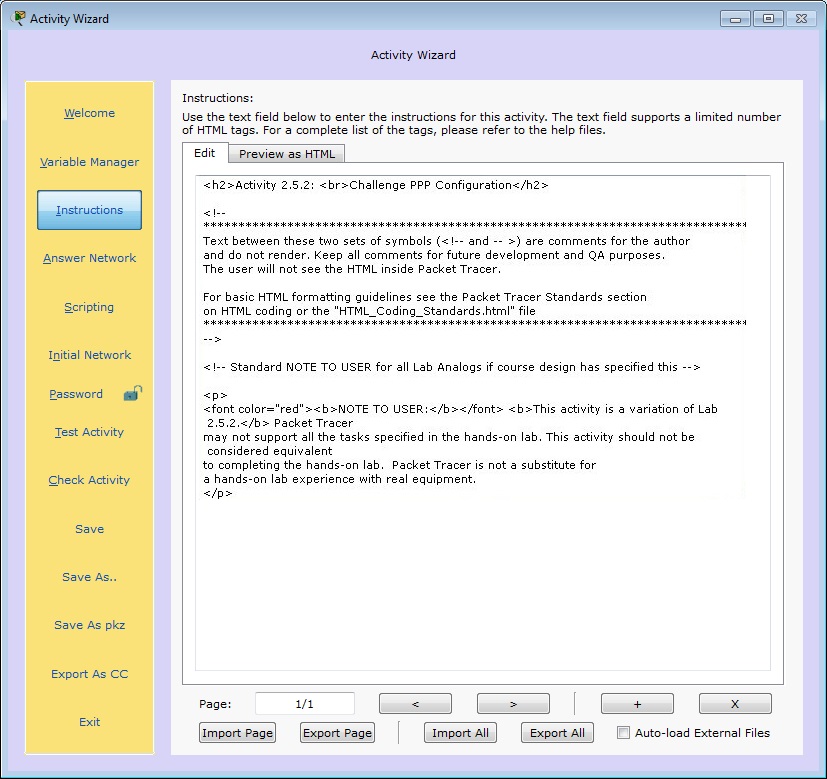 Activity Wizard
Activity Wizard
Welcome
Variable Manager
Instructions
Answer Network
Scripting
Initial Network
Password
Test Activity
Check Activity
Save
Save As..
Save As pkz
Export As CC
Exit
Instructions:
Use the text field below to enter the instructions for this activity. The text field supports a limited number
of HTML tags. For a complete list of the tags, please refer to the help files.
Edit
Preview as HTML
<h2>Activity 2.5.2: <br>Challenge PPP Configuration</h2>
<!--
******************************************************************************
Text between these two sets of symbols (<!-- and -- >) are comments for the author
and do not render. Keep all comments for future development and QA purposes.
The user will not see the HTML inside Packet Tracer.
For basic HTML formatting guidelines see the Packet Tracer Standards section
on HTML coding or the "HTML_Coding_Standards.html" file
******************************************************************************
-->
<!-- Standard NOTE TO USER for all Lab Analogs if course design has specified this -->
<p>
<font color="red"><b>NOTE TO USER:</b></font> <b>This activity is a variation of Lab
2.5.2.</b> Packet Tracer
may not support all the tasks specified in the hands-on lab. This activity should not be
considered equivalent
to completing the hands-on lab.  Packet Tracer is not a substitute for
a hands-on lab experience with real equipment.
</p>
Page:
1/1
<
>
+
X
Import Page
Export Page
Import All
Export All
Auto-load External Files